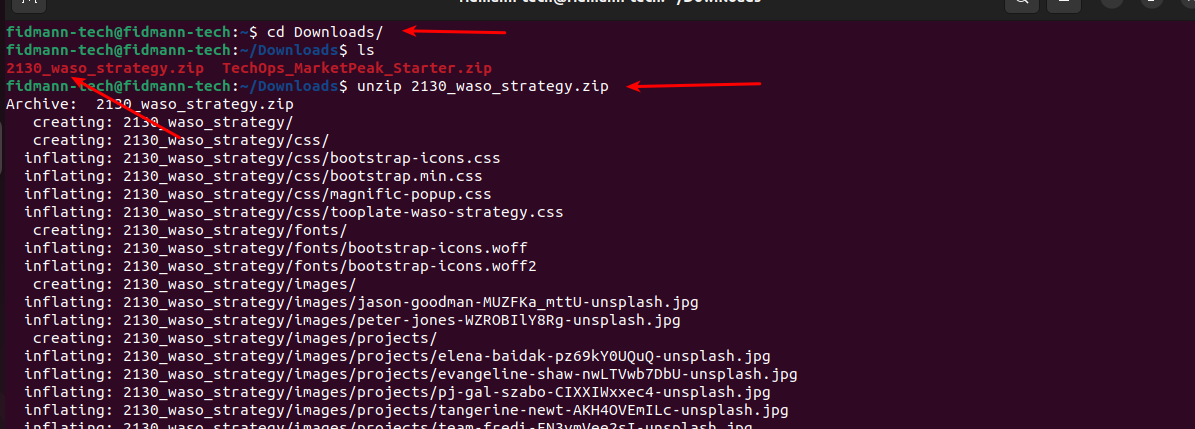 fidmann-tech@fidmann-tech:~$ cd Downloads/
fidmann-tech@fidmann-tech:~/Downloads$ ls
2130_waso_strategy.zip  TechOps_MarketPeak_Starter.zip
fidmann-tech@fidmann-tech:~/Downloads$ unzip 2130_waso_strategy.zip
Archive:  2130_waso_strategy.zip
   creating: 2130_waso_strategy/
   creating: 2130_waso_strategy/css/
  inflating: 2130_waso_strategy/css/bootstrap-icons.css
  inflating: 2130_waso_strategy/css/bootstrap.min.css
  inflating: 2130_waso_strategy/css/magnific-popup.css
  inflating: 2130_waso_strategy/css/tooplate-waso-strategy.css
   creating: 2130_waso_strategy/fonts/
  inflating: 2130_waso_strategy/fonts/bootstrap-icons.woff
  inflating: 2130_waso_strategy/fonts/bootstrap-icons.woff2
   creating: 2130_waso_strategy/images/
  inflating: 2130_waso_strategy/images/jason-goodman-MUZFKa_mttU-unsplash.jpg
  inflating: 2130_waso_strategy/images/peter-jones-WZROBIlY8Rg-unsplash.jpg
   creating: 2130_waso_strategy/images/projects/
  inflating: 2130_waso_strategy/images/projects/elena-baidak-pz69kY0UQuQ-unsplash.jpg
  inflating: 2130_waso_strategy/images/projects/evangeline-shaw-nwLTVwb7DbU-unsplash.jpg
  inflating: 2130_waso_strategy/images/projects/pj-gal-szabo-CIXXIWxxec4-unsplash.jpg
  inflating: 2130_waso_strategy/images/projects/tangerine-newt-AKH4OVEmILc-unsplash.jpg
  inflating: